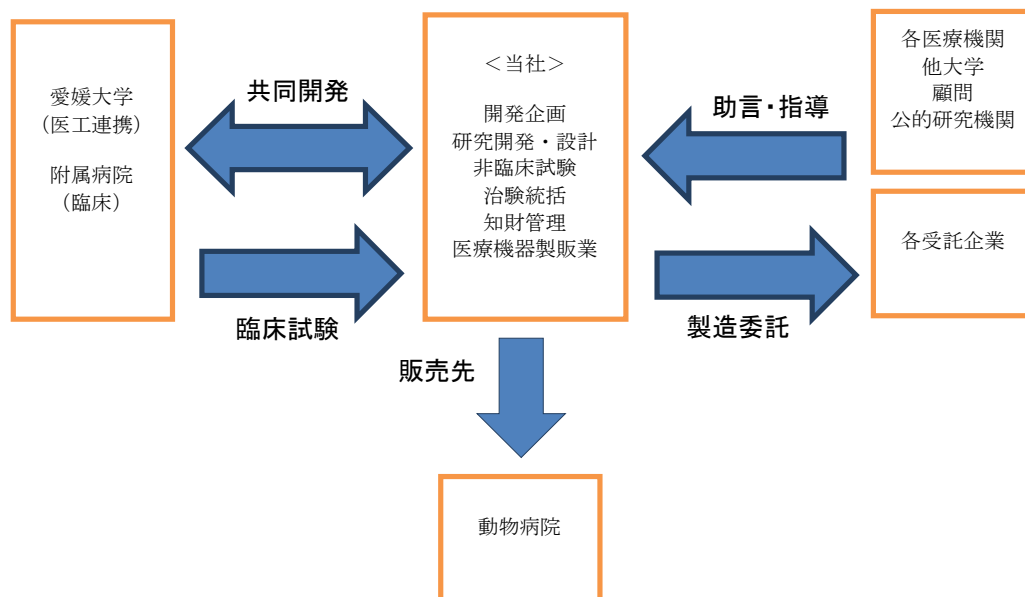 愛媛大学
（医工連携）
附属病院
（臨床）
共同開発
臨床試験
＜当社＞
開発企画
研究開発・設計
非臨床試験
治験統括
知財管理
医療機器製販業
助言・指導
製造委託
各医療機関
他大学
顧問
公的研究機関
各受託企業
販売先
動物病院